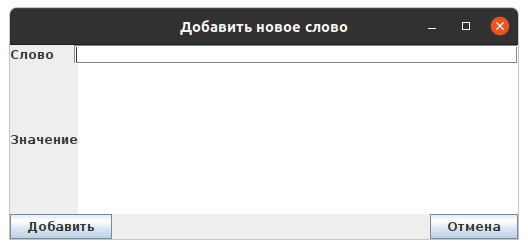 Добавить новое слово
Слово
Значение
Добавить Отмена